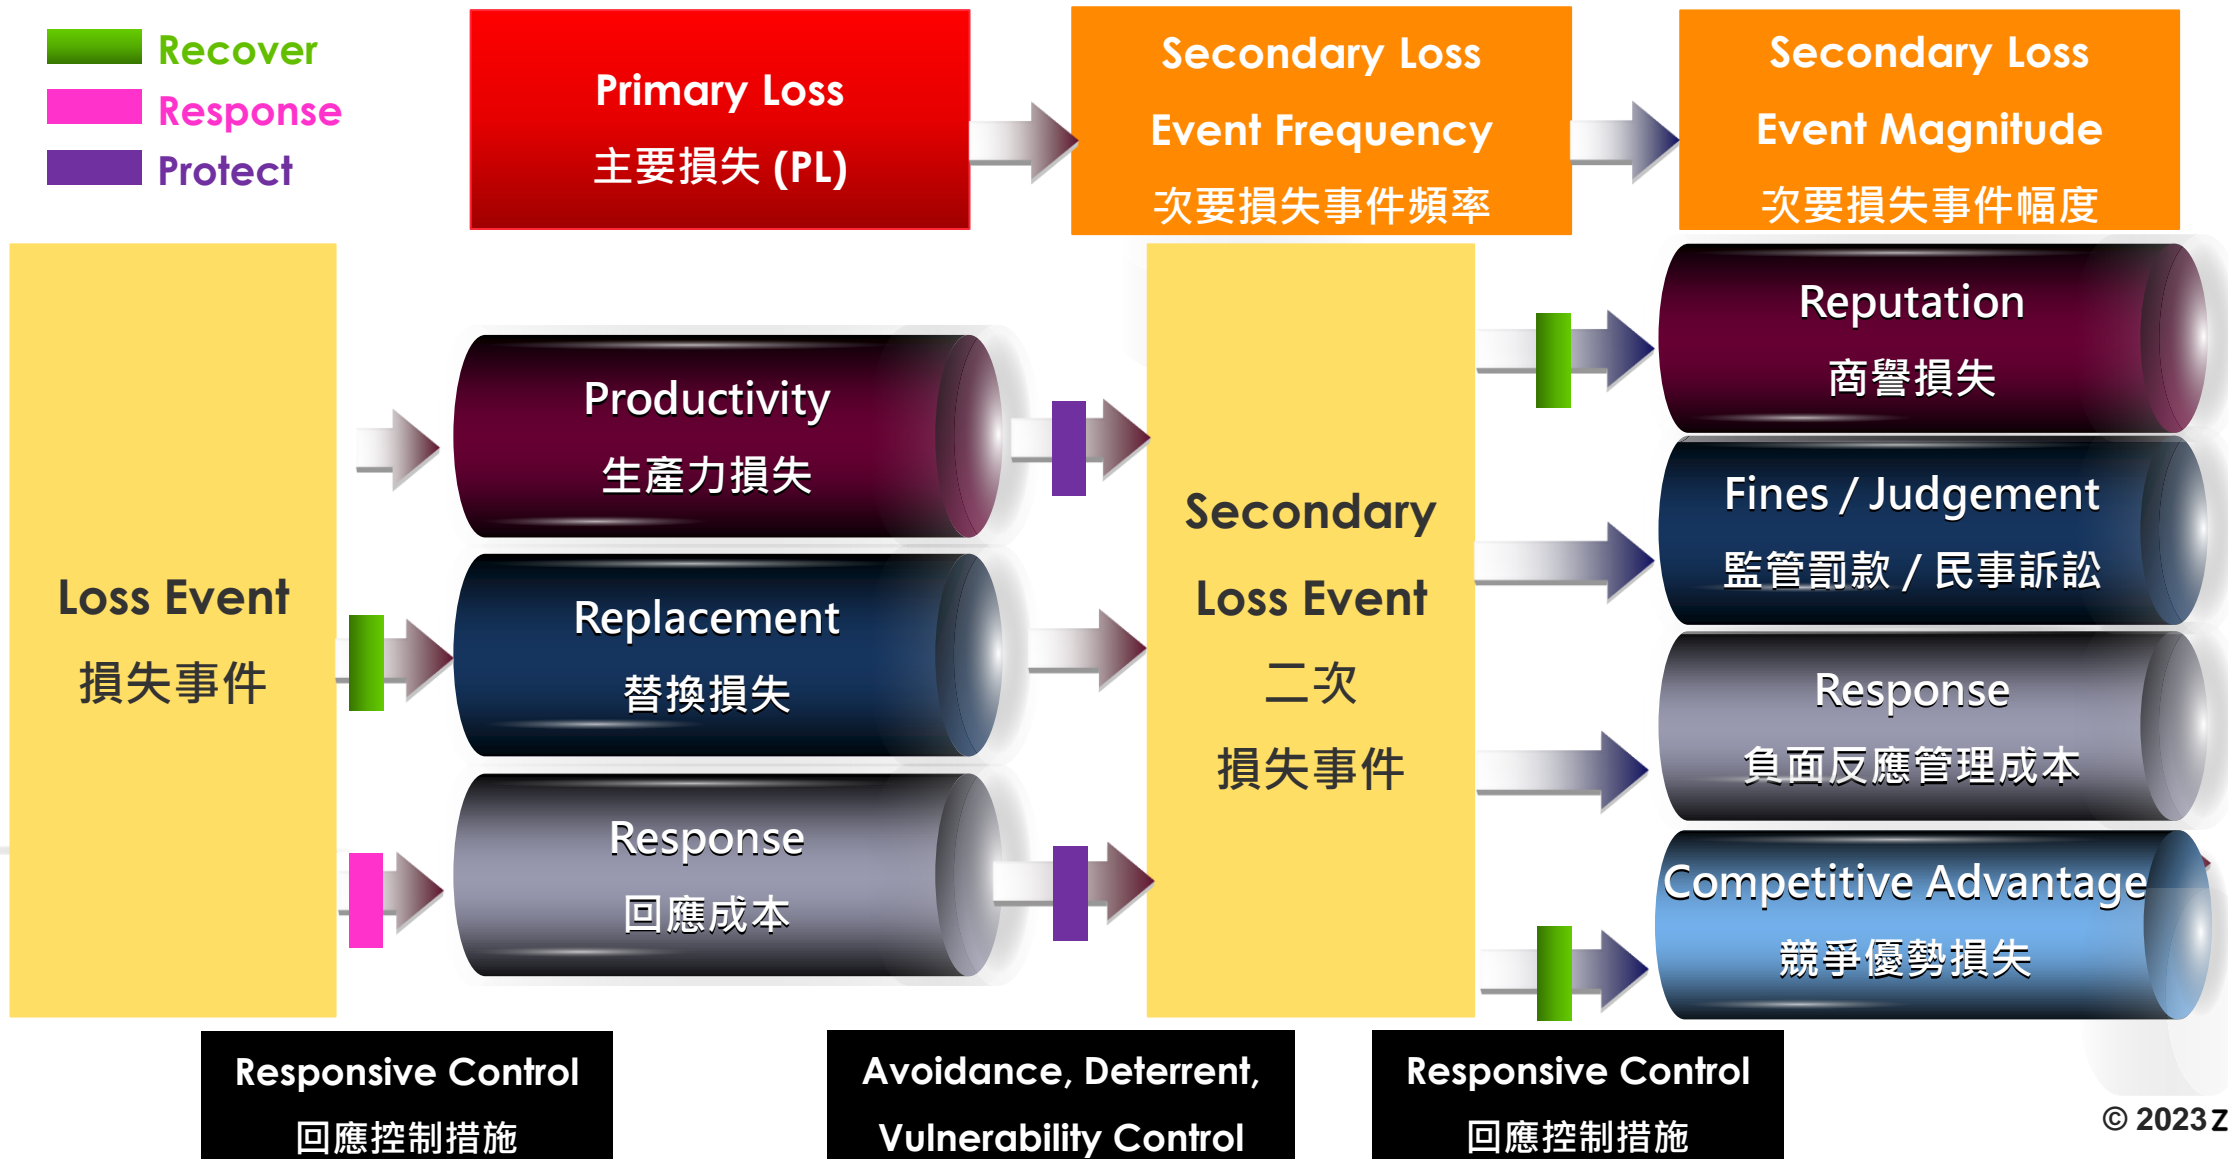 Recover
Response
Protect
Primary Loss
主要損失 (PL)
Secondary Loss
Event Frequency
次要損失事件頻率
Secondary Loss
Event Magnitude
次要損失事件幅度
Loss Event
損失事件
Productivity
生產力損失
Replacement
替換損失
Response
回應成本
Secondary
Loss Event
二次
損失事件
Reputation
商譽損失
Fines / Judgement
監管罰款 / 民事訴訟
Response
負面反應管理成本
Competitive Advantage
競爭優勢損失
Responsive Control
回應控制措施
Avoidance, Deterrent,
Vulnerability Control
Responsive Control
回應控制措施
© 2023 Z